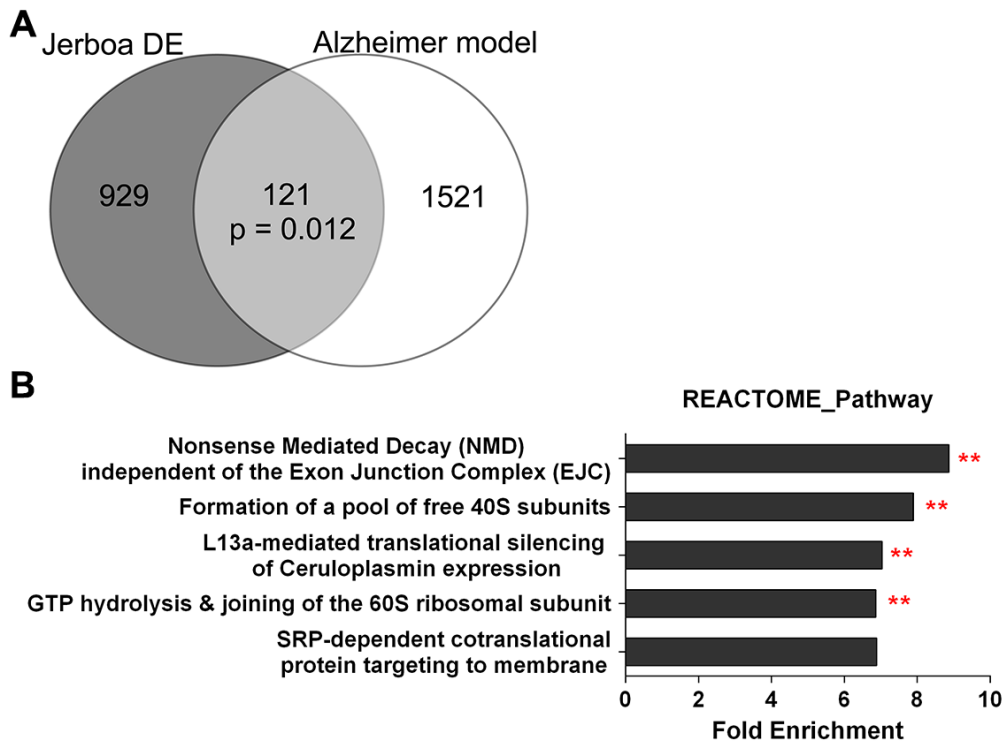 A
Jerboa DE
Alzheimer model
929
121
p = 0.012
1521
B
REACTOME_Pathway
Nonsense Mediated Decay (NMD)
independent of the Exon Junction Complex (EJC)
**
Formation of a pool of free 40S subunits
**
L13a-mediated translational silencing
of Ceruloplasmin expression
**
GTP hydrolysis & joining of the 60S ribosomal subunit
**
SRP-dependent cotranslational
protein targeting to membrane
0 2 4 6 8 10
Fold Enrichment